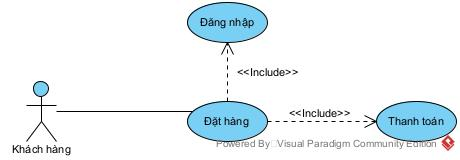 Đăng nhập
<<Include>>
Khách hàng
Đặt hàng
<<Include>>
Thanh toán
Powered By Visual Paradigm Community Edition